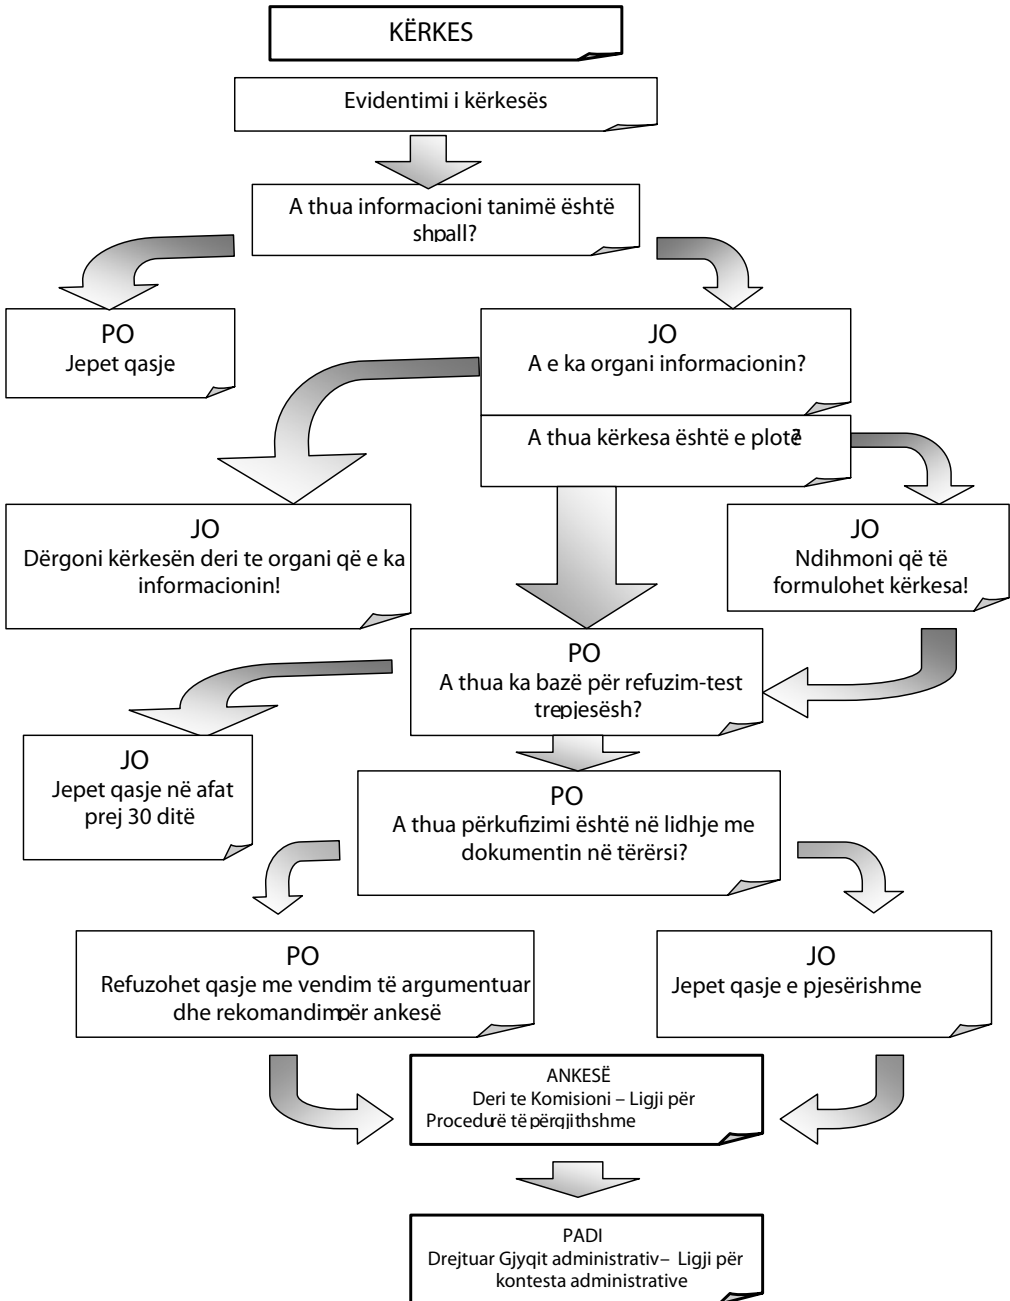 KËRKES
Evidentimi i kërkesës
A thua informacioni tanimë është
shpall?
PO
Jepet qasje
JO
A e ka organi informacionin?
A thua kërkesa është e plotë?
JO
Dërgoni kërkesën deri te organi që e ka
informacionin!
JO
Ndihmoni që të
formulohet kërkesa!
PO
A thua ka bazë për refuzim-test
trepjesësh?
JO
Jepet qasje në afat
prej 30 ditë
PO
A thua përkufizimi është në lidhje me
dokumentin në tërërsi?
PO
Refuzohet qasje me vendim të argumentuar
dhe rekomandim për ankesë
JO
Jepet qasje e pjesërishme
ANKESË
Deri te Komisioni – Ligji për
Procedurë të përgjithshme
PADI
Drejtuar Gjyqit administrativ– Ligji për
kontesta administrative